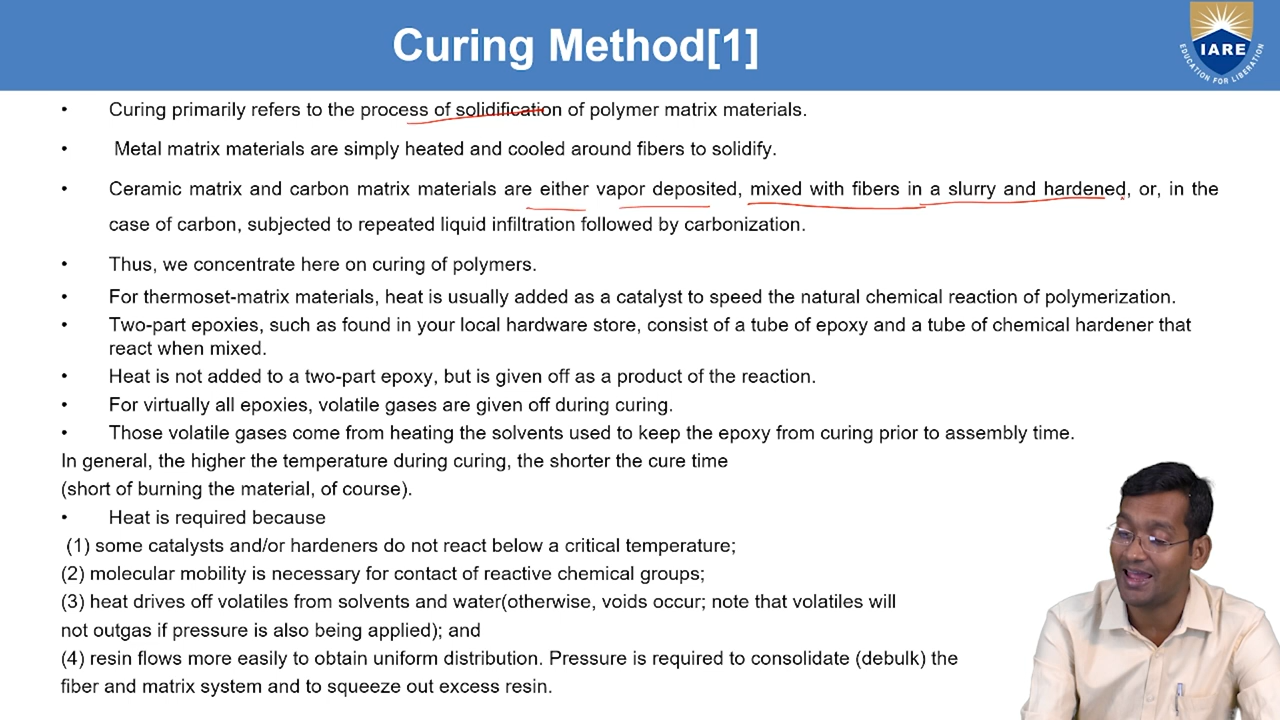 Curing Method[1]
IARE
EDUCATION FOR LIBERATION
• Curing primarily refers to the process of solidification of polymer matrix materials.
• Metal matrix materials are simply heated and cooled around fibers to solidify.
• Ceramic matrix and carbon matrix materials are either vapor deposited, mixed with fibers in a slurry and hardened, or, in the
case of carbon, subjected to repeated liquid infiltration followed by carbonization.
• Thus, we concentrate here on curing of polymers.
• For thermoset-matrix materials, heat is usually added as a catalyst to speed the natural chemical reaction of polymerization.
• Two-part epoxies, such as found in your local hardware store, consist of a tube of epoxy and a tube of chemical hardener that
react when mixed.
• Heat is not added to a two-part epoxy, but is given off as a product of the reaction.
• For virtually all epoxies, volatile gases are given off during curing.
• Those volatile gases come from heating the solvents used to keep the epoxy from curing prior to assembly time.
In general, the higher the temperature during curing, the shorter the cure time
(short of burning the material, of course).
• Heat is required because
(1) some catalysts and/or hardeners do not react below a critical temperature;
(2) molecular mobility is necessary for contact of reactive chemical groups;
(3) heat drives off volatiles from solvents and water(otherwise, voids occur; note that volatiles will
not outgas if pressure is also being applied); and
(4) resin flows more easily to obtain uniform distribution. Pressure is required to consolidate (debulk) the
fiber and matrix system and to squeeze out excess resin.